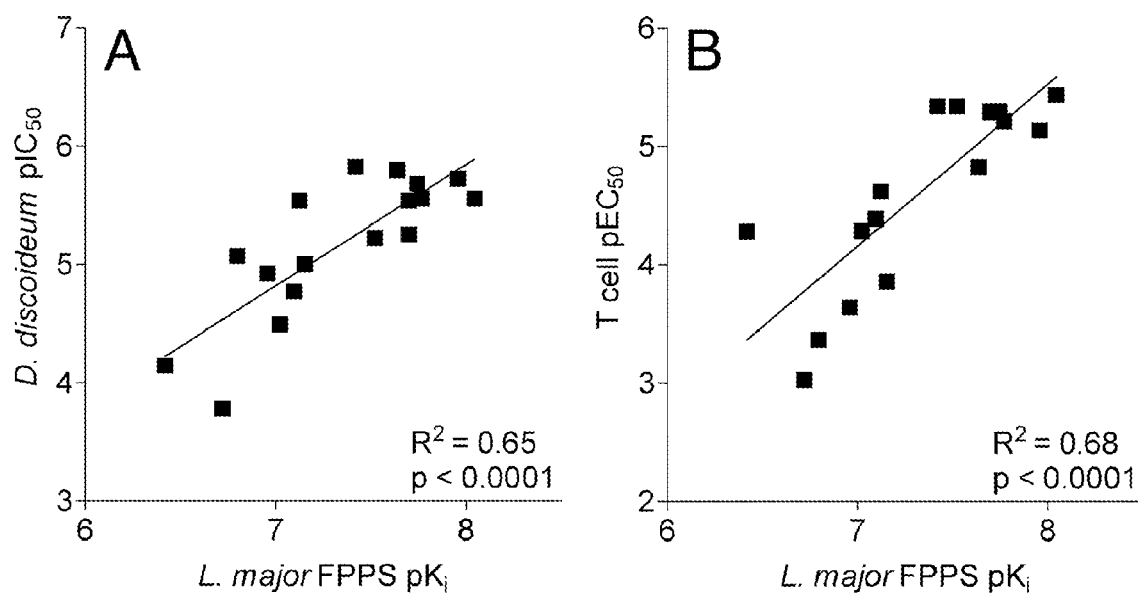 A
7
6
5
4
3
D. discoideum pIC50
6
7
8
L. major FPPS pKi
R2 = 0.65
p < 0.0001
B
6
5
4
3
2
T cell pEC50
6
7
8
L. major FPPS pKi
R2 = 0.68
p < 0.0001